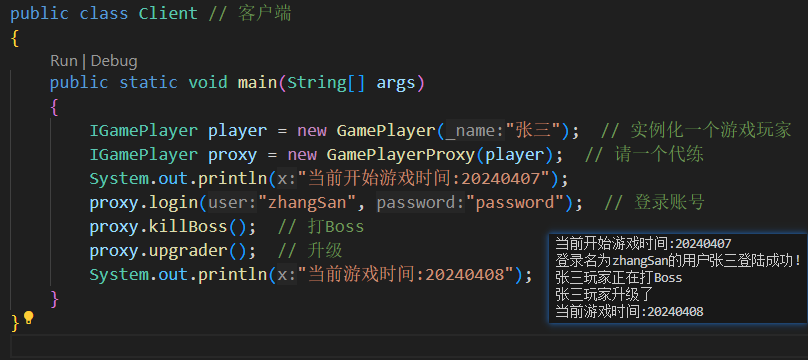 public class Client // 客户端
{
Run | Debug
public static void main(String[] args)
{
IGamePlayer player = new GamePlayer(_name:"张三");  // 实例化一个游戏玩家
IGamePlayer proxy = new GamePlayerProxy(player);  // 请一个代练
System.out.println(x:"当前开始游戏时间:20240407");
proxy.login(user:"zhangSan", password:"password");  // 登录账号
proxy.killBoss();  // 打Boss
proxy.upgrader();  // 升级
System.out.println(x:"当前游戏时间:20240408");
}
}
当前开始游戏时间:20240407
登录名为zhangSan的用户张三登陆成功!
张三玩家正在打Boss
张三玩家升级了
当前游戏时间:20240408